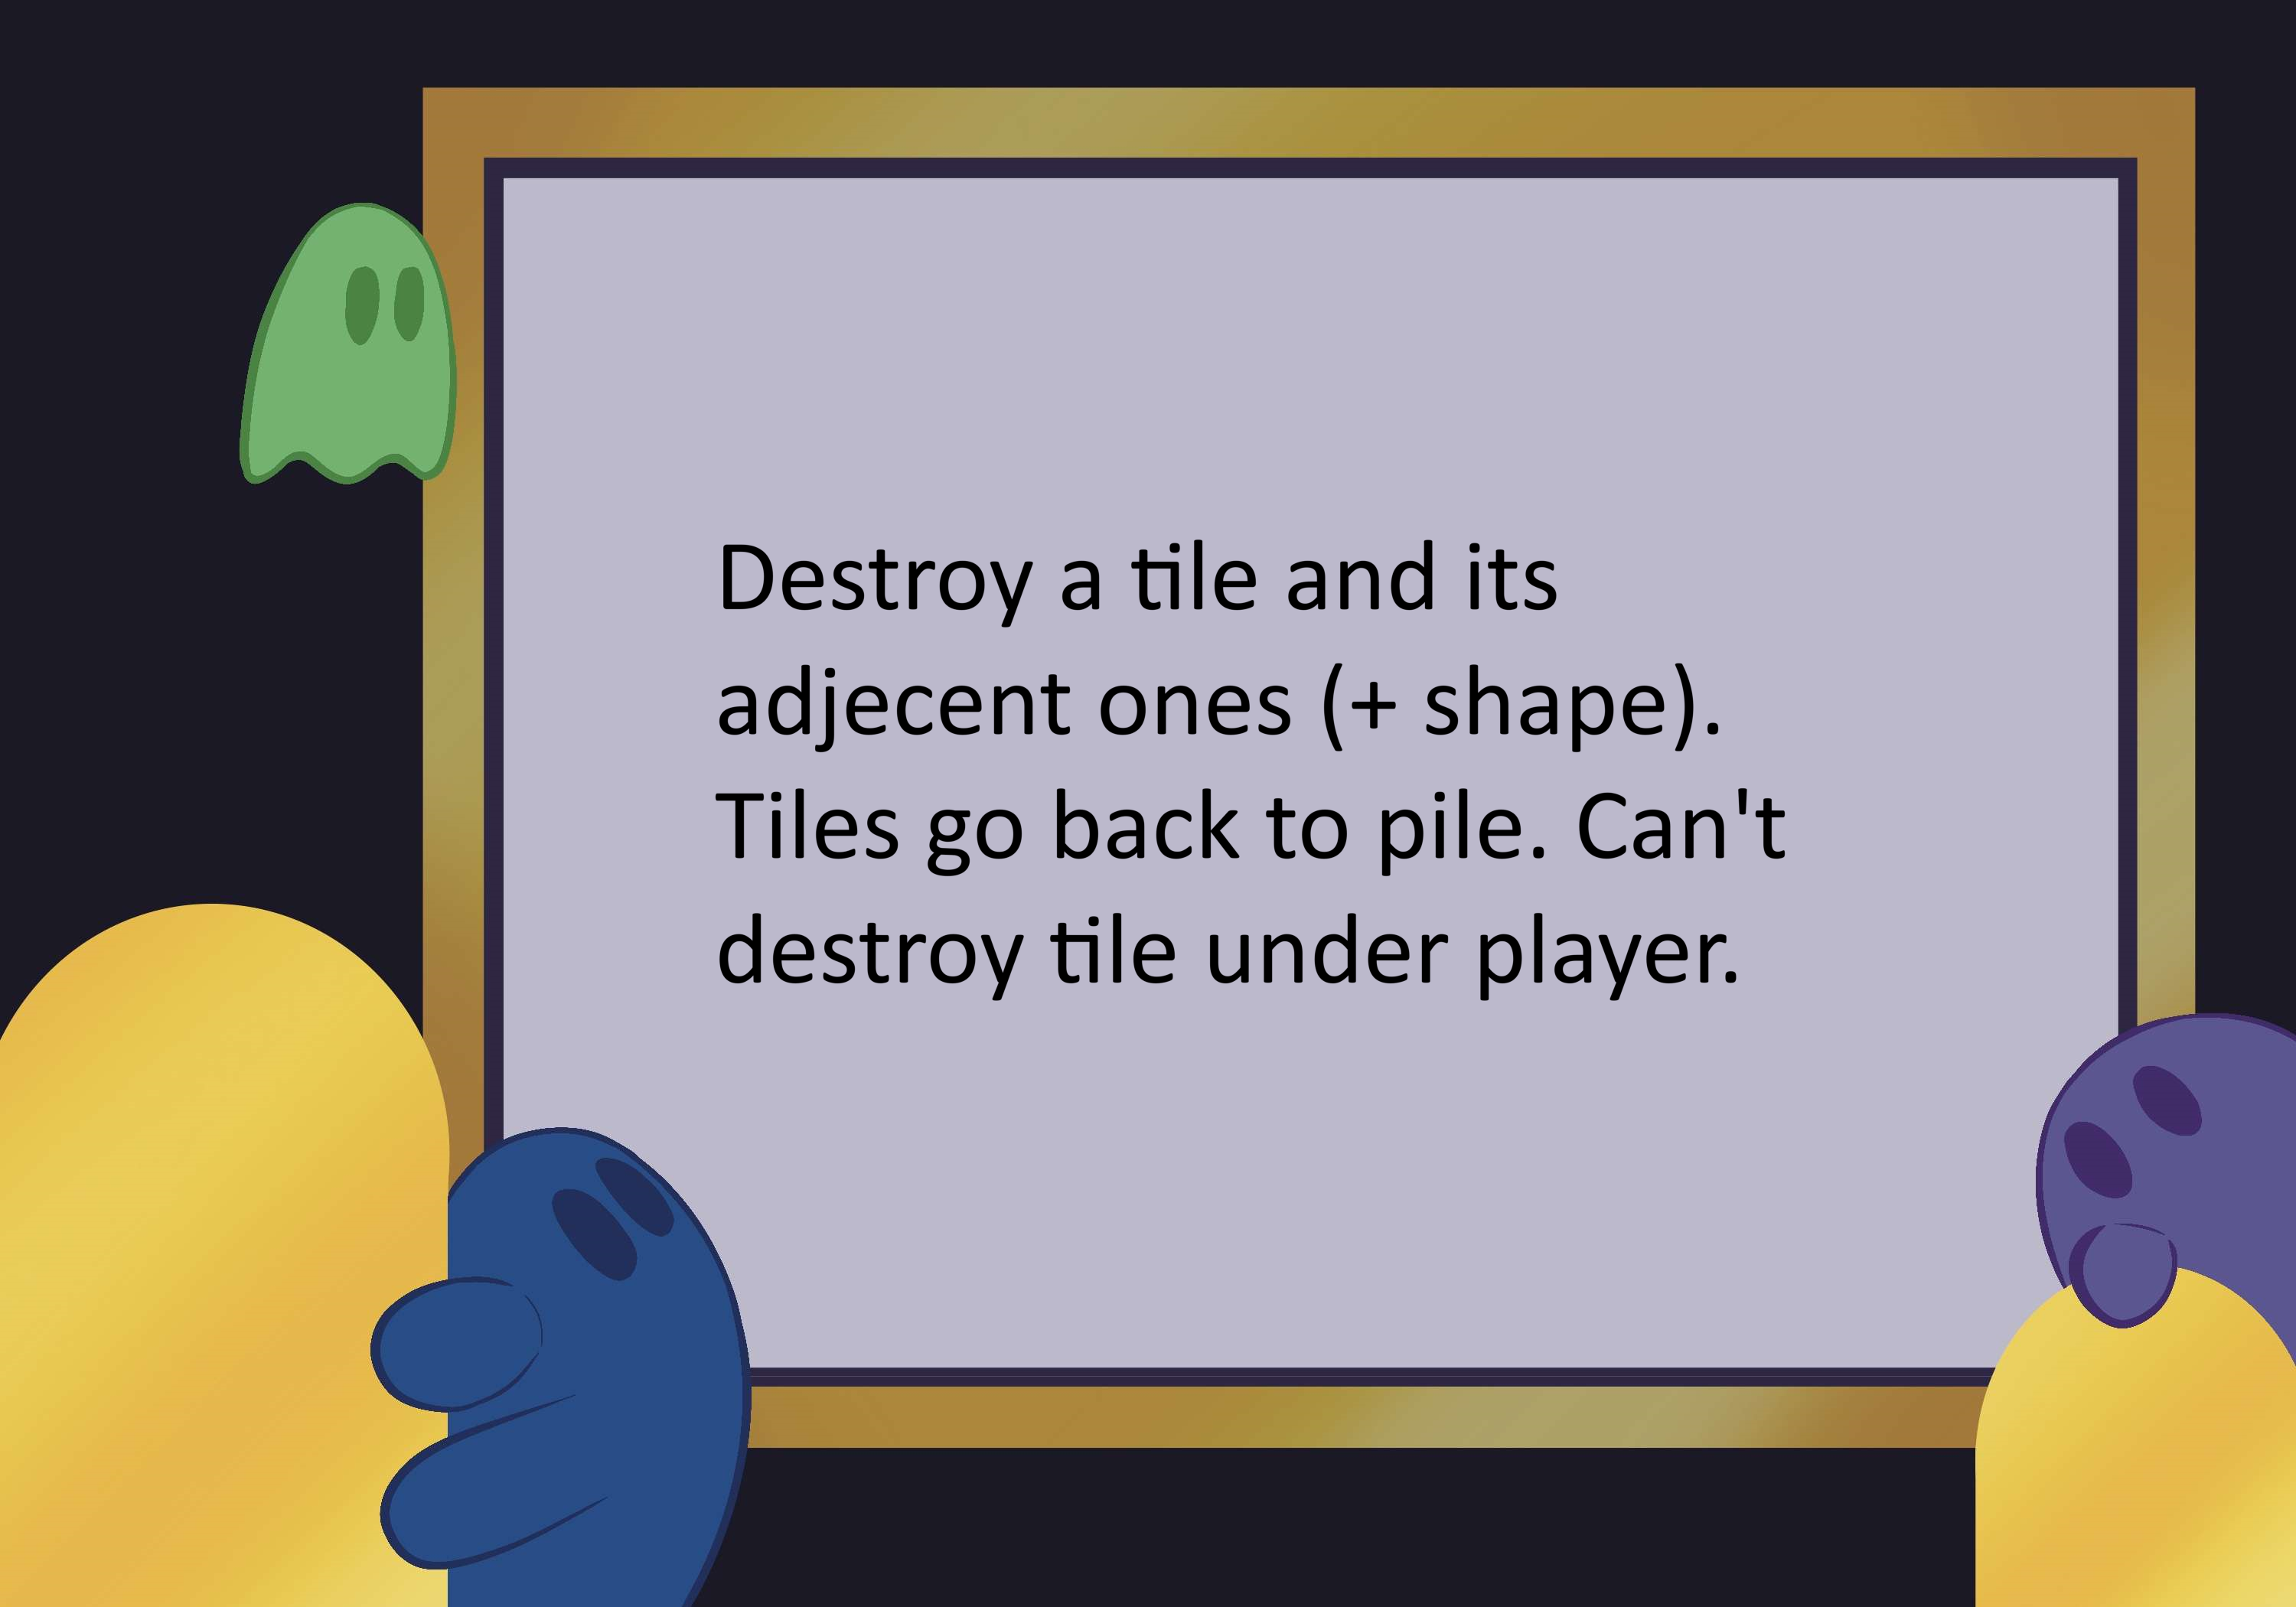 Destroy a tile and its
adjecent ones (+ shape).
Tiles go back to pile. Can't
destroy tile under player.